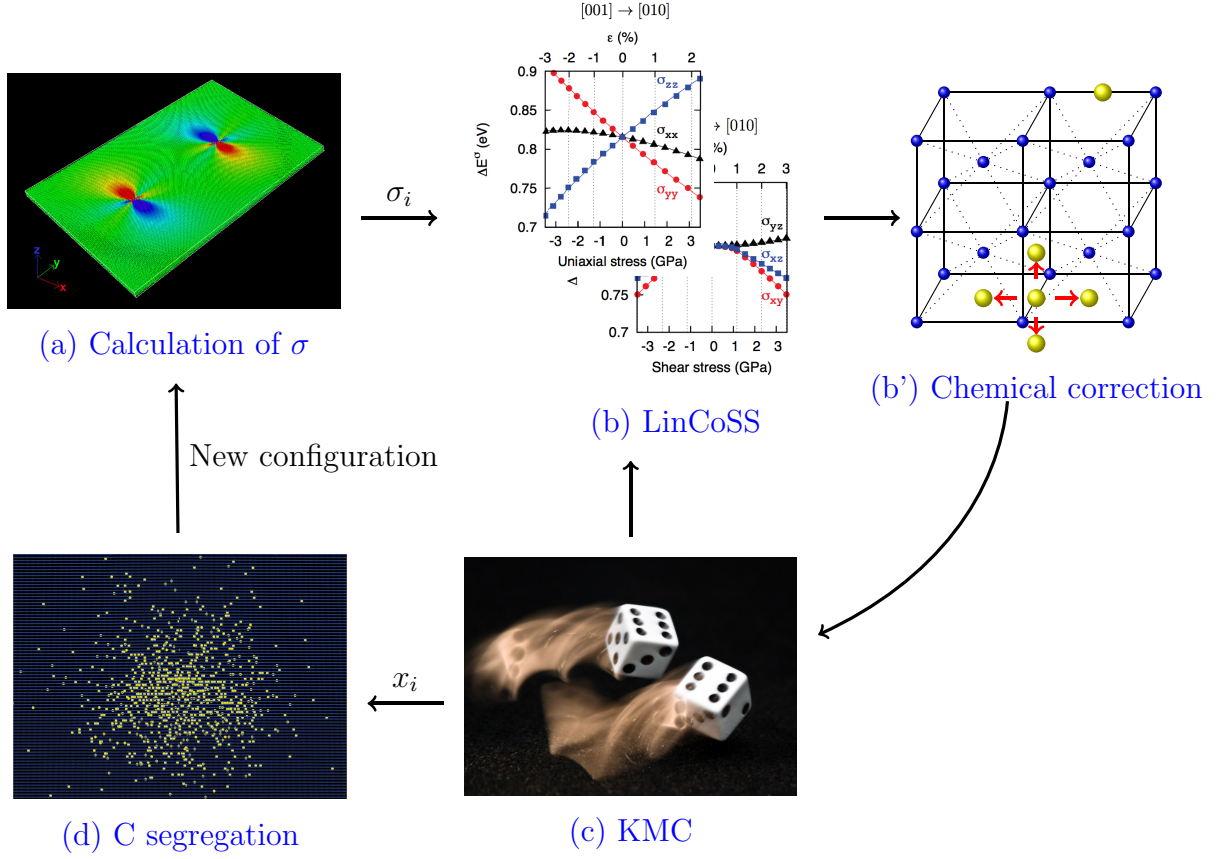 [001] → [010]
ε (%)
-3 -2 -1 0 1 2
0.9
0.85
0.8
0.75
0.7
ΔEσ (eV)
σzz
σxx
σyy
-3 -2 -1 0 1 2 3
Uniaxial stress (GPa)
→ [010]
%)
0 1 2 3
σyz
σxz
σxy
Δ
0.75
0.7
-3 -2 -1 0 1 2 3
Shear stress (GPa)
z
y
x
σi
(a) Calculation of σ
(b) LinCoSS
(b') Chemical correction
New configuration
xi
(d) C segregation
(c) KMC